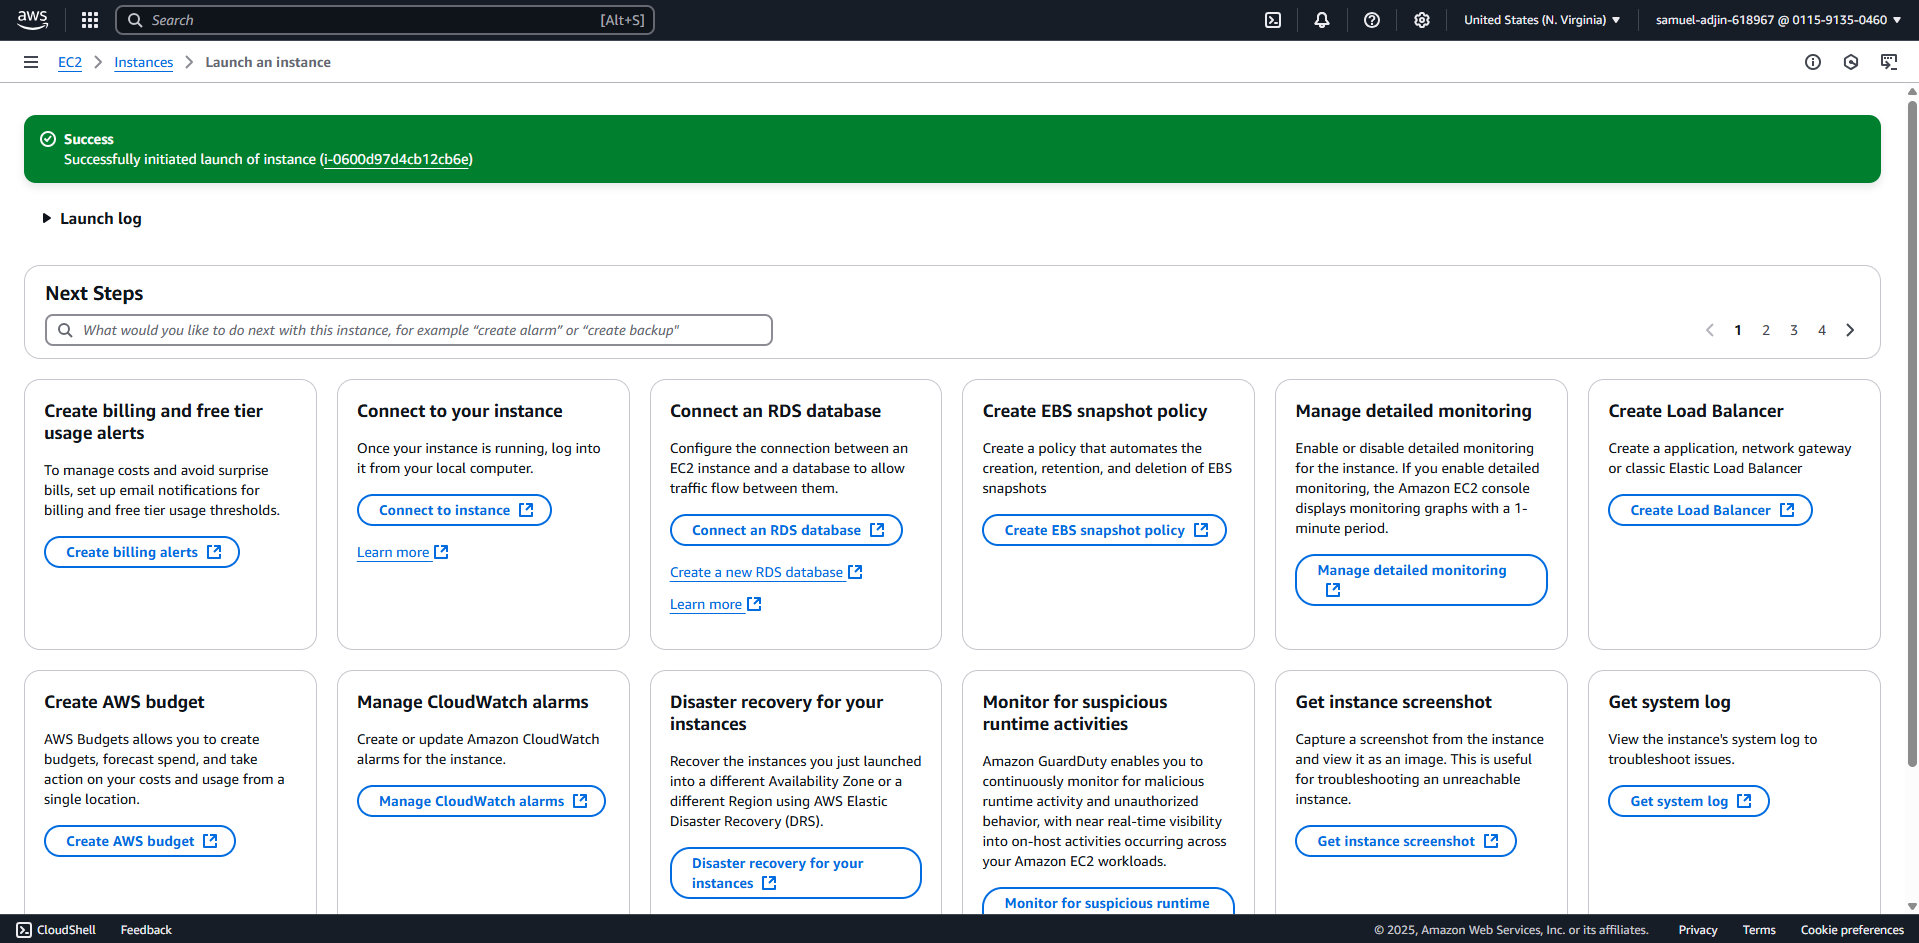 aws
Search [Alt+S]
United States (N. Virginia) ▼
samuel-adjin-618967 @ 0115-9135-0460 ▼
EC2 > Instances > Launch an instance
Success
Successfully initiated launch of instance (i-0600d97d4cb12cb6e)
Launch log
Next Steps
What would you like to do next with this instance, for example “create alarm” or “create backup"
1 2 3 4
Create billing and free tier
usage alerts
To manage costs and avoid surprise
bills, set up email notifications for
billing and free tier usage thresholds.
Create billing alerts
Connect to your instance
Once your instance is running, log into
it from your local computer.
Connect to instance
Learn more
Connect an RDS database
Configure the connection between an
EC2 instance and a database to allow
traffic flow between them.
Connect an RDS database
Create a new RDS database
Learn more
Create EBS snapshot policy
Create a policy that automates the
creation, retention, and deletion of EBS
snapshots
Create EBS snapshot policy
Manage detailed monitoring
Enable or disable detailed monitoring
for the instance. If you enable detailed
monitoring, the Amazon EC2 console
displays monitoring graphs with a 1-
minute period.
Manage detailed monitoring
Create Load Balancer
Create a application, network gateway
or classic Elastic Load Balancer
Create Load Balancer
Create AWS budget
AWS Budgets allows you to create
budgets, forecast spend, and take
action on your costs and usage from a
single location.
Create AWS budget
Manage CloudWatch alarms
Create or update Amazon CloudWatch
alarms for the instance.
Manage CloudWatch alarms
Disaster recovery for your
instances
Recover the instances you just launched
into a different Availability Zone or a
different Region using AWS Elastic
Disaster Recovery (DRS).
Disaster recovery for your
instances
Monitor for suspicious
runtime activities
Amazon GuardDuty enables you to
continuously monitor for malicious
runtime activity and unauthorized
behavior, with near real-time visibility
into on-host activities occurring across
your Amazon EC2 workloads.
Monitor for suspicious runtime
Get instance screenshot
Capture a screenshot from the instance
and view it as an image. This is useful
for troubleshooting an unreachable
instance.
Get instance screenshot
Get system log
View the instance's system log to
troubleshoot issues.
Get system log
CloudShell
Feedback
© 2025, Amazon Web Services, Inc. or its affiliates.
Privacy
Terms
Cookie preferences